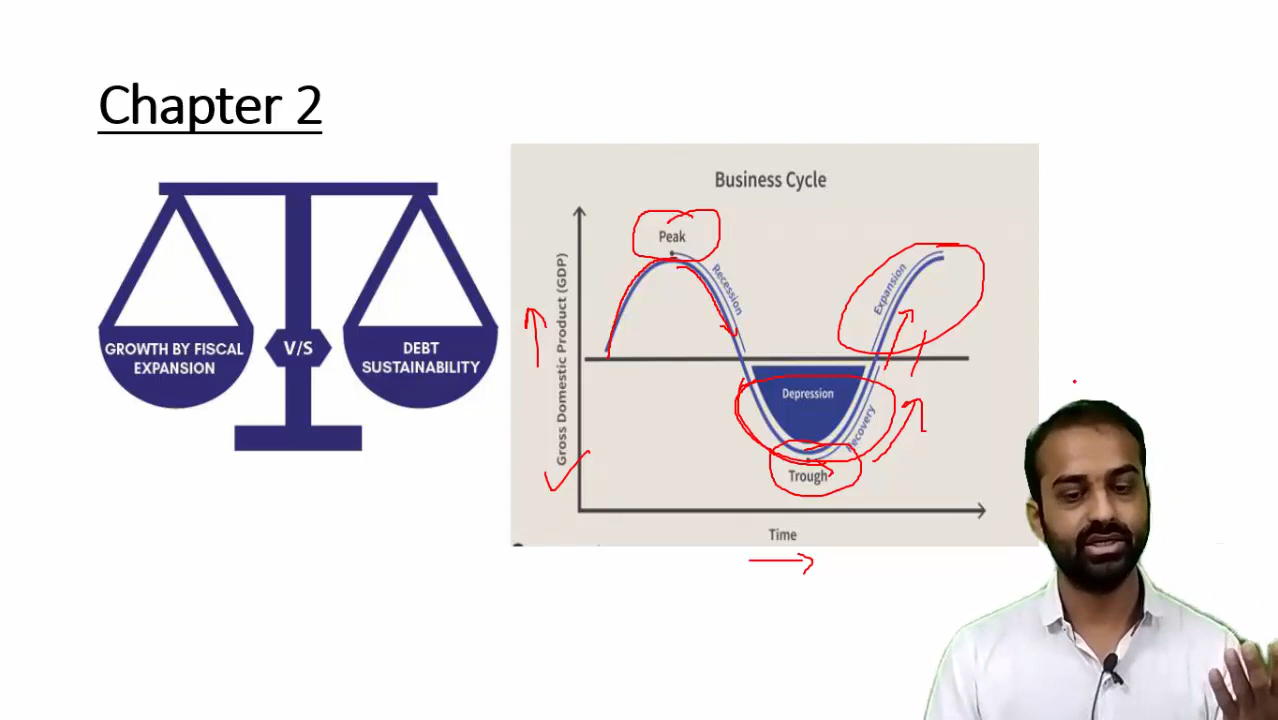 Chapter 2
GROWTH BY FISCAL
EXPANSION
V/S
DEBT
SUSTAINABILITY
Business Cycle
Gross Domestic Product (GDP)
Peak
Recession
Depression
Trough
Recovery
Expansion
Time